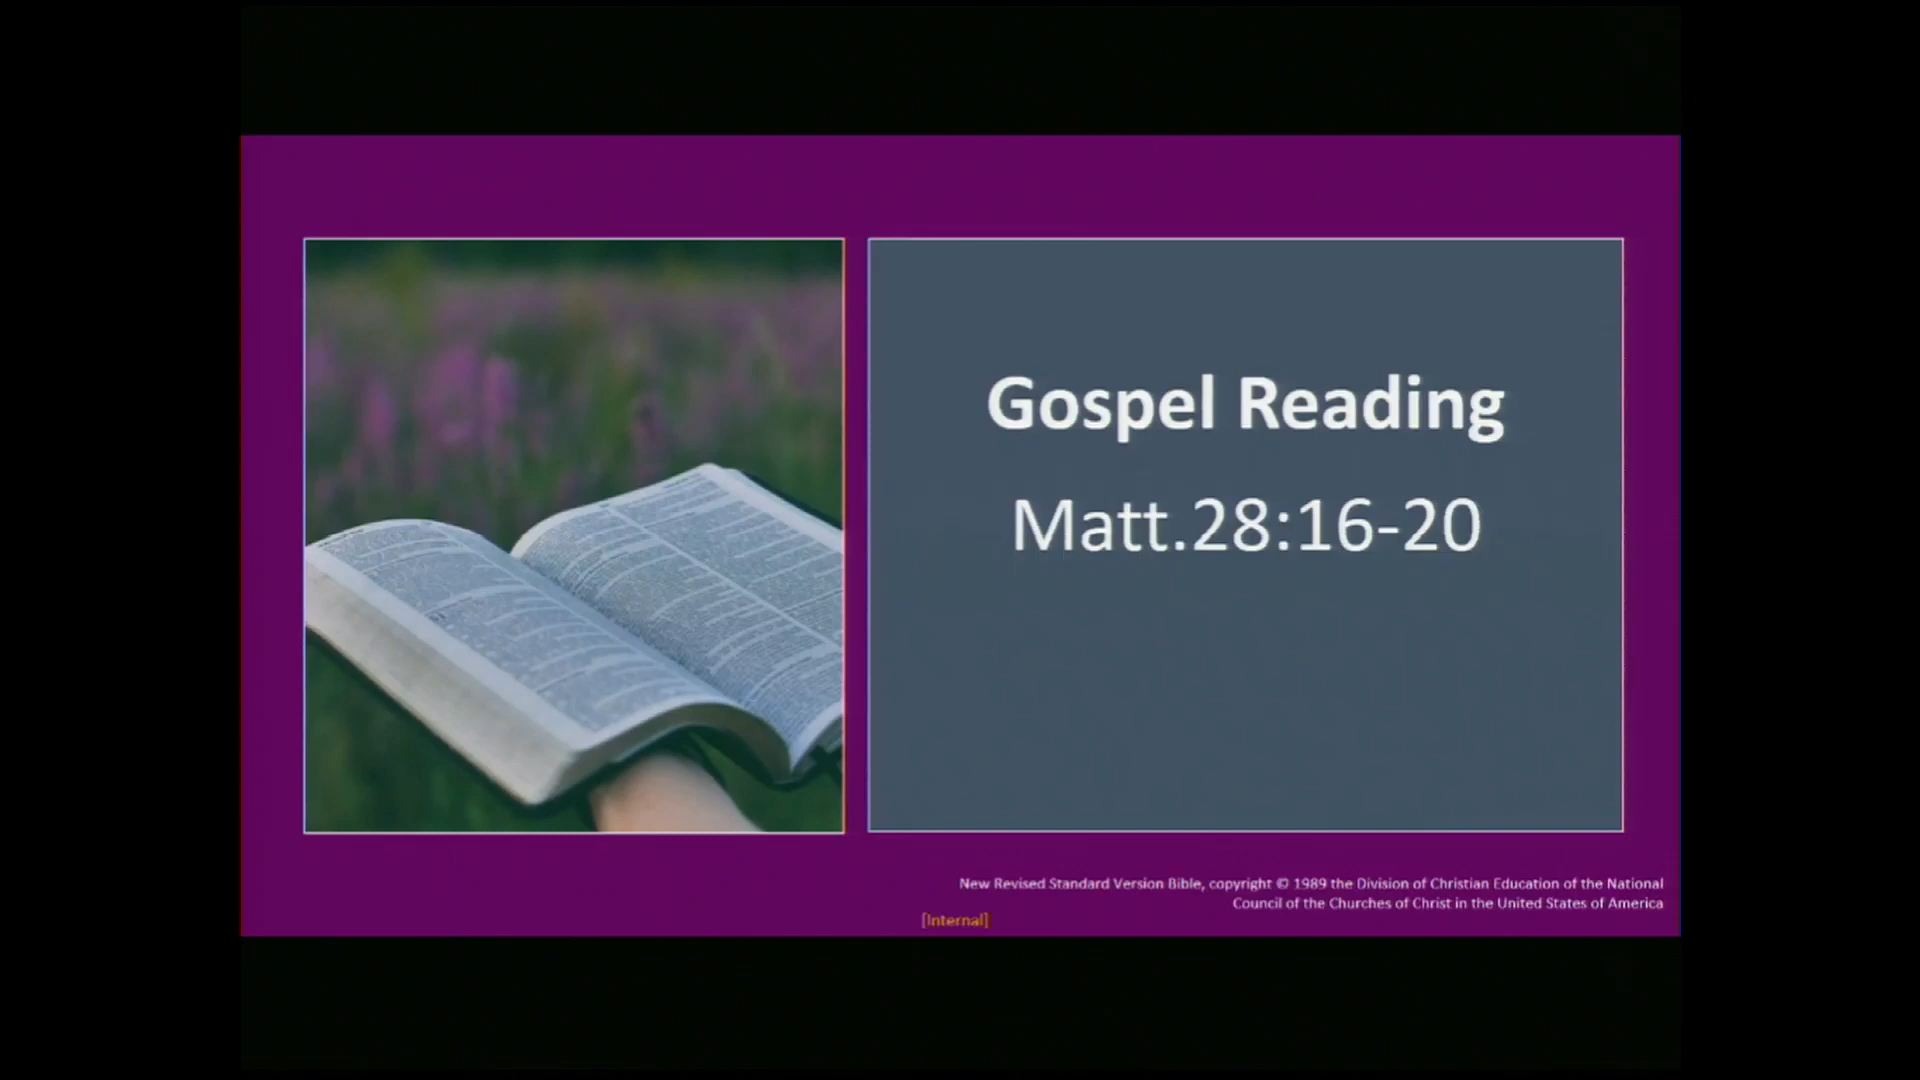 Gospel Reading
Matt.28:16-20
New Revised Standard Version Bible, copyright © 1989 the Division of Christian Education of the National
Council of the Churches of Christ in the United States of America
[Internal]